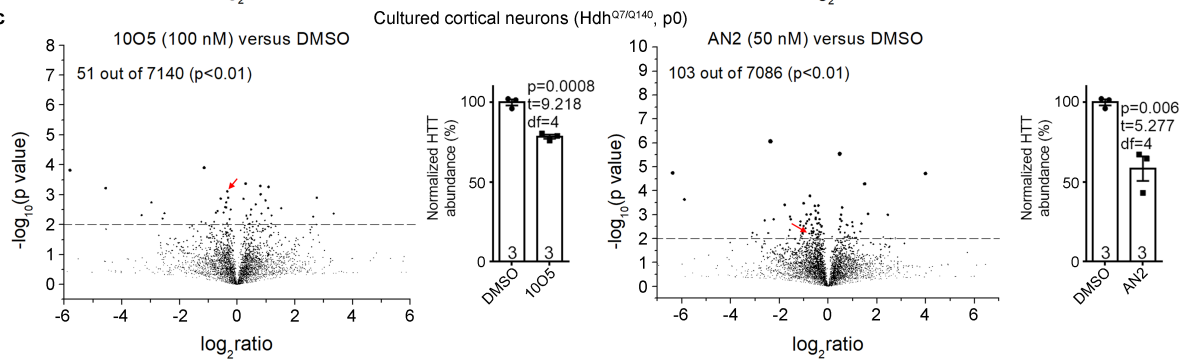 c
Cultured cortical neurons (Hdh^Q7/Q140, p0)
10O5 (100 nM) versus DMSO
51 out of 7140 (p<0.01)
-log10(p value)
8
7
6
5
4
3
2
1
0
-6
-4
-2
0
2
4
6
log2ratio
Normalized HTT
abundance (%)
100
50
0
p=0.0008
t=9.218
df=4
3
3
DMSO
10O5
AN2 (50 nM) versus DMSO
103 out of 7086 (p<0.01)
-log10(p value)
10
9
8
7
6
5
4
3
2
1
0
-6
-4
-2
0
2
4
6
log2ratio
Normalized HTT
abundance (%)
100
50
0
p=0.006
t=5.277
df=4
3
3
DMSO
AN2